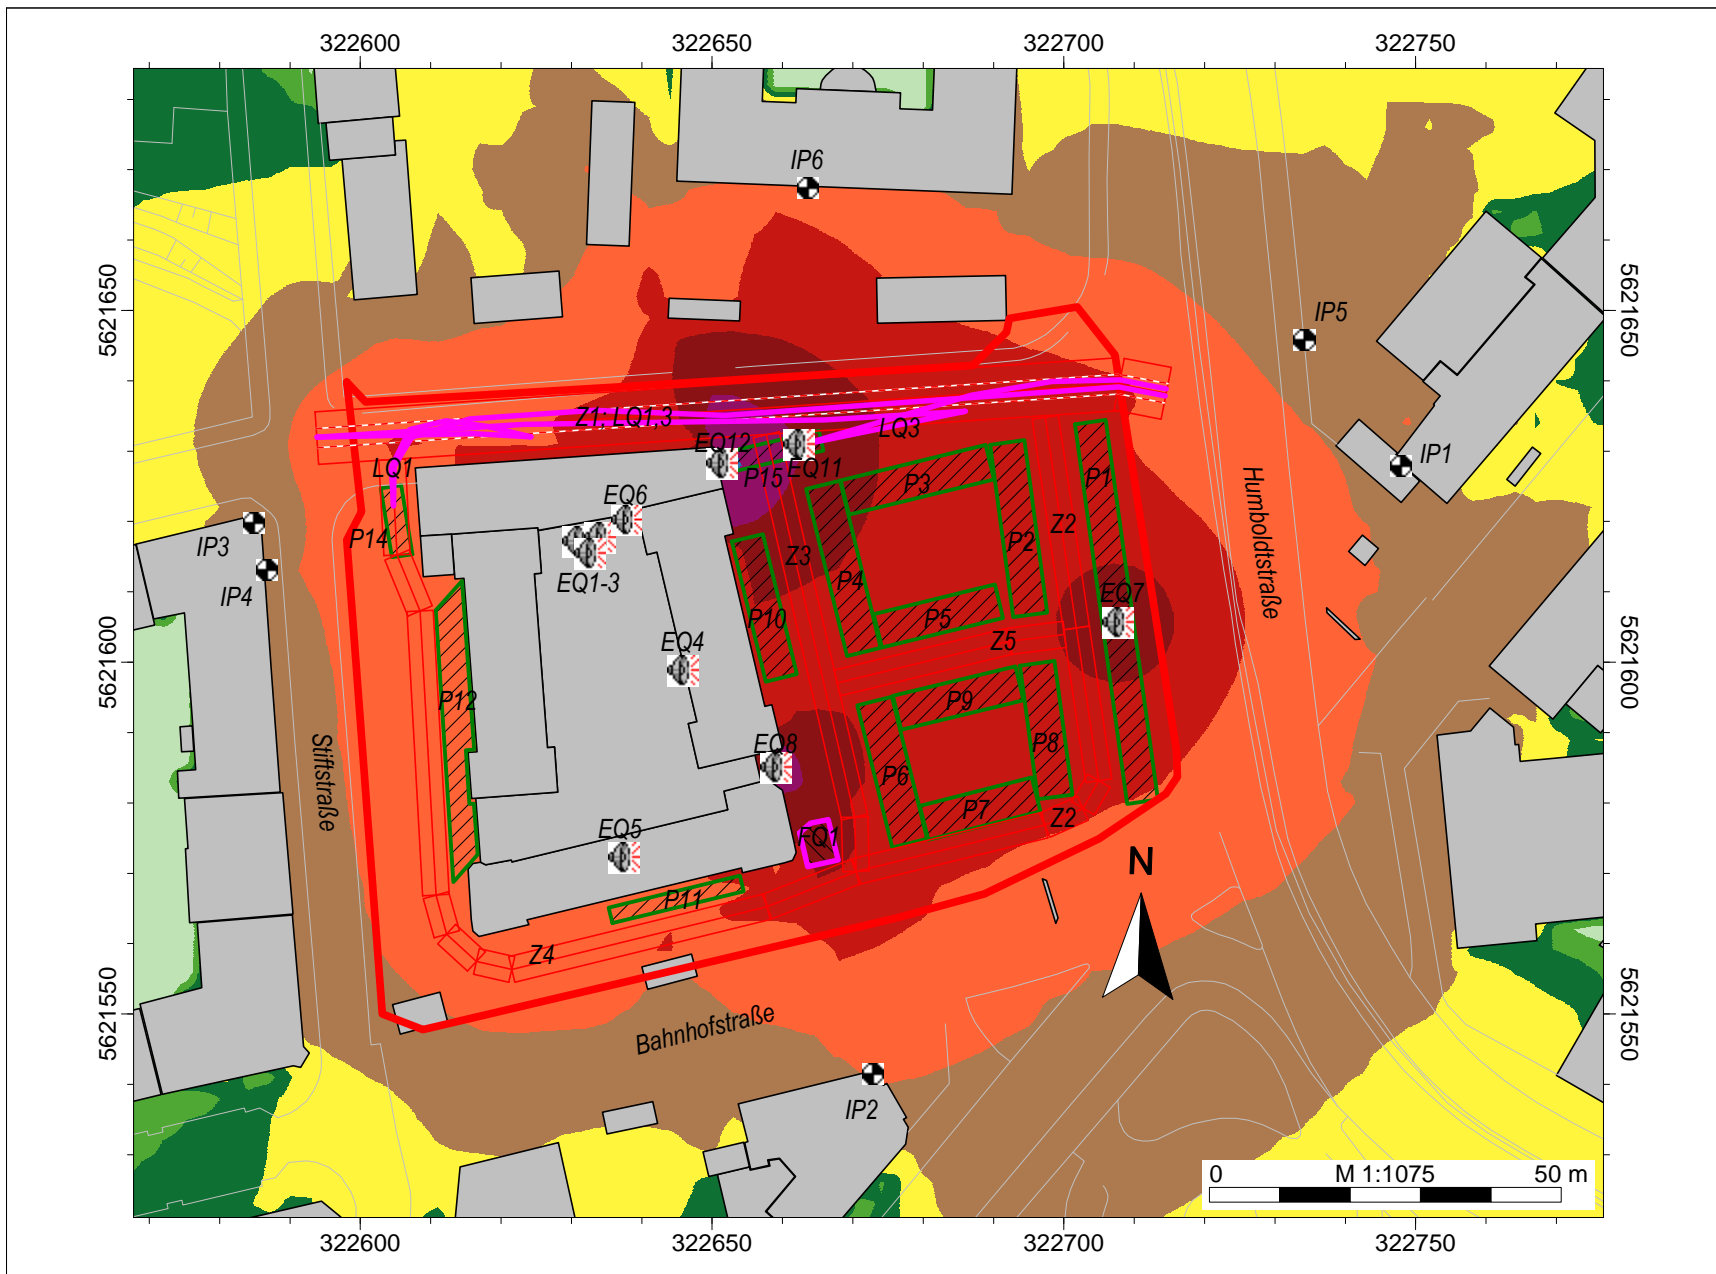 322600
322650
322700
322750
IP6
5621650
5621650
IP5
Z1; LQ1,3
LQ3
EQ12
EQ11
LQ1
P15
P3
P1
IP1
EQ6
Humboldtstraße
P14
IP3
Z2
P2
Z3
EQ1-3
P4
IP4
EQ7
P10
P5
Z5
EQ4
5621600
5621600
P12
P9
Stiftstraße
EQ8
P8
P6
P7
Z2
EQ5
FQ1
N
P11
Z4
Bahnhofstraße
5621550
5621550
IP2
0 M 1:1075 50 m
322600
322650
322700
322750